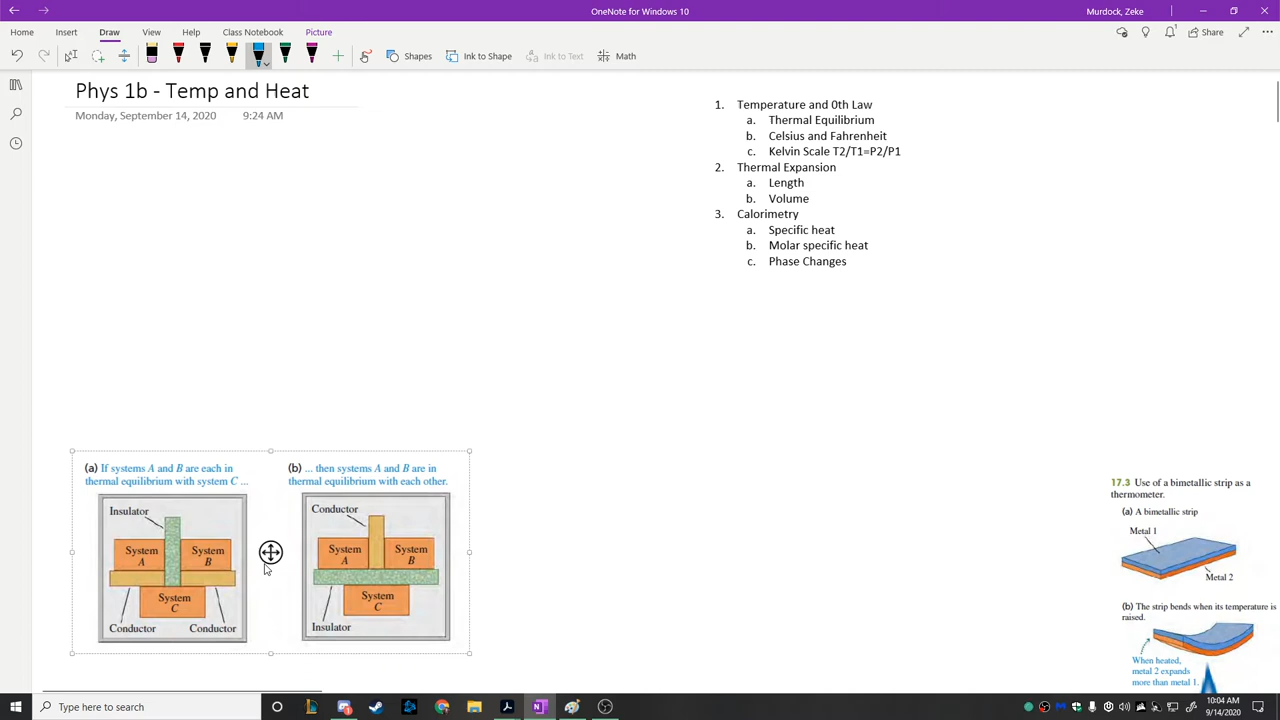 OneNote for Windows 10
Murdock, Zeke
Home Insert Draw View Help Class Notebook Picture
Share
Shapes Ink to Shape Ink to Text Math
Phys 1b - Temp and Heat
Monday, September 14, 2020 9:24 AM
1. Temperature and 0th Law
a. Thermal Equilibrium
b. Celsius and Fahrenheit
c. Kelvin Scale T2/T1=P2/P1
2. Thermal Expansion
a. Length
b. Volume
3. Calorimetry
a. Specific heat
b. Molar specific heat
c. Phase Changes
(a) If systems A and B are each in
thermal equilibrium with system C ...
Insulator
System
A
System
B
System
C
Conductor Conductor
(b) ... then systems A and B are in
thermal equilibrium with each other.
Conductor
System
A
System
B
System
C
Insulator
17.3 Use of a bimetallic strip as a
thermometer.
(a) A bimetallic strip
Metal 1
Metal 2
(b) The strip bends when its temperature is
raised.
When heated,
metal 2 expands
more than metal 1.
Type here to search
10:04 AM
9/14/2020